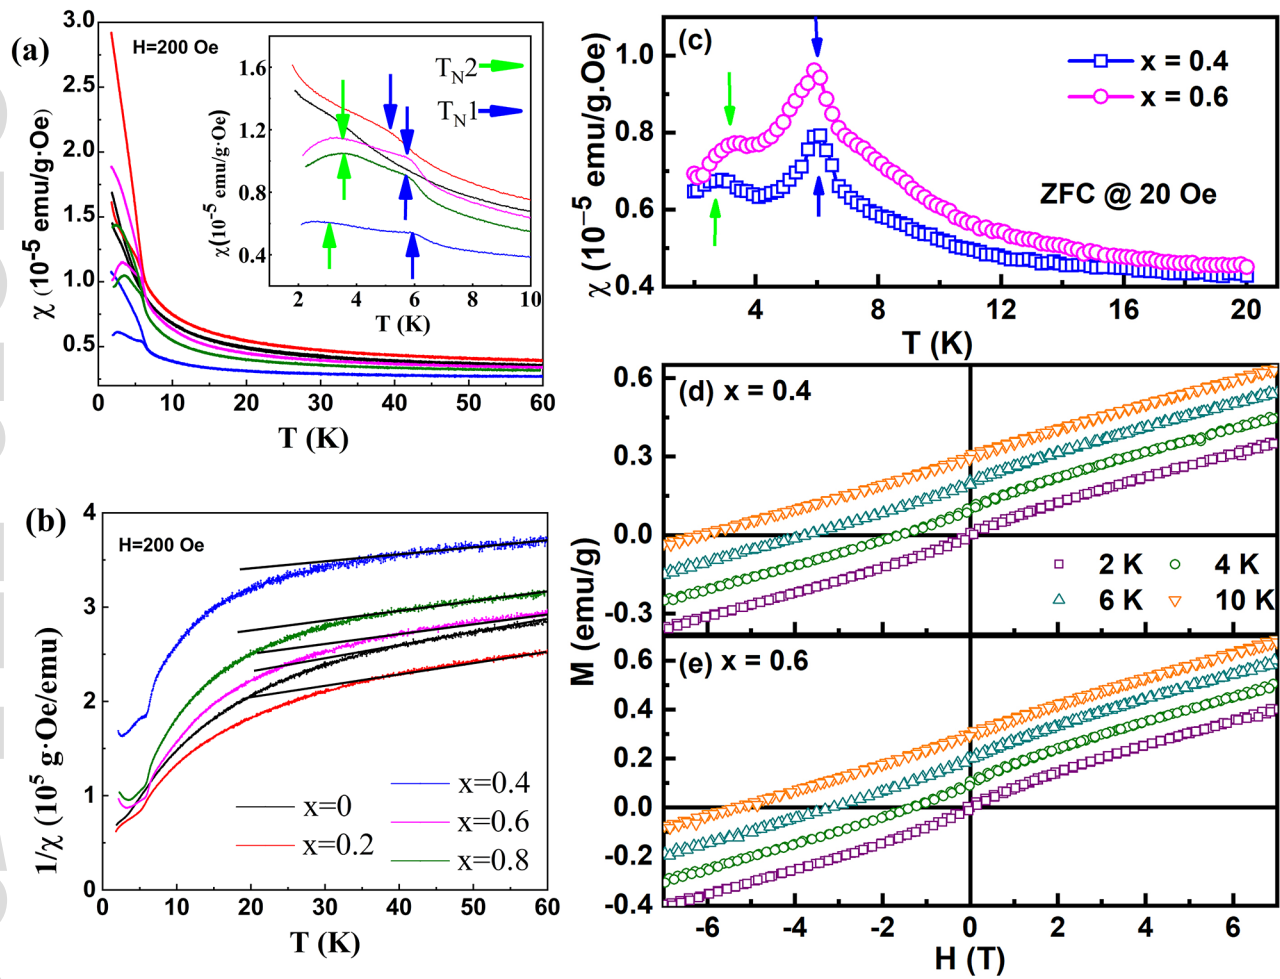 (a)
H=200 Oe
χ (10⁻⁵ emu/g·Oe)
3.0
2.5
2.0
1.5
1.0
0.5
0 10 20 30 40 50 60
T (K)
T_N2
T_N1
χ(10⁻⁵ emu/g·Oe)
1.6
1.2
0.8
0.4
2 4 6 8 10
T (K)
(b)
H=200 Oe
1/χ (10⁵ g·Oe/emu)
4
3
2
1
0
x=0
x=0.2
x=0.4
x=0.6
x=0.8
0 10 20 30 40 50 60
T (K)
(c)
x = 0.4
x = 0.6
ZFC @ 20 Oe
χ (10⁻⁵ emu/g.Oe)
1.0
0.8
0.6
0.4
4 8 12 16 20
T (K)
(d) x = 0.4
0.6
0.3
0.0
-0.3
2 K 4 K
6 K 10 K
M (emu/g)
(e) x = 0.6
0.6
0.4
0.2
0.0
-0.2
-0.4
-6 -4 -2 0 2 4 6
H (T)